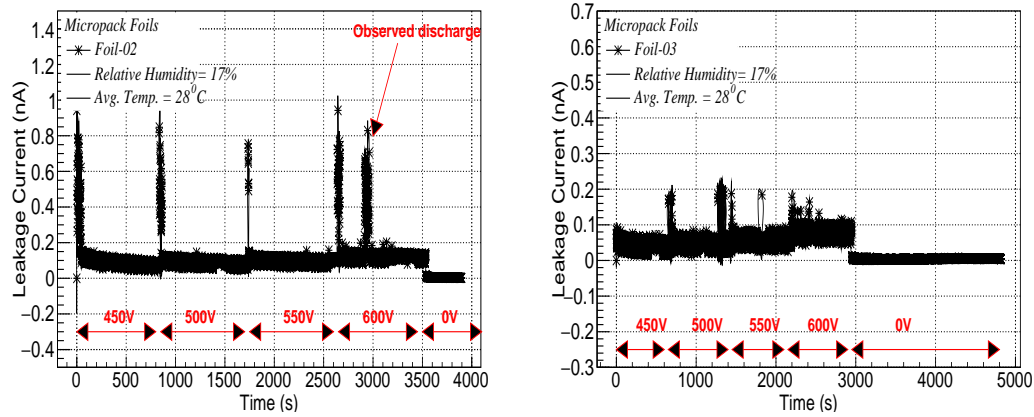 Micropack Foils
Foil-02
Relative Humidity= 17%
Avg. Temp. = 28⁰C
Observed discharge
Leakage Current (nA)
1.4
1.2
1
0.8
0.6
0.4
0.2
0
−0.2
−0.4
450V
500V
550V
600V
0V
0
500
1000
1500
2000
2500
3000
3500
4000
Time (s)
Micropack Foils
Foil-03
Relative Humidity= 17%
Avg. Temp. = 28⁰C
Leakage Current (nA)
0.7
0.6
0.5
0.4
0.3
0.2
0.1
0
−0.1
−0.2
−0.3
450V
500V
550V
600V
0V
0
1000
2000
3000
4000
5000
Time (s)